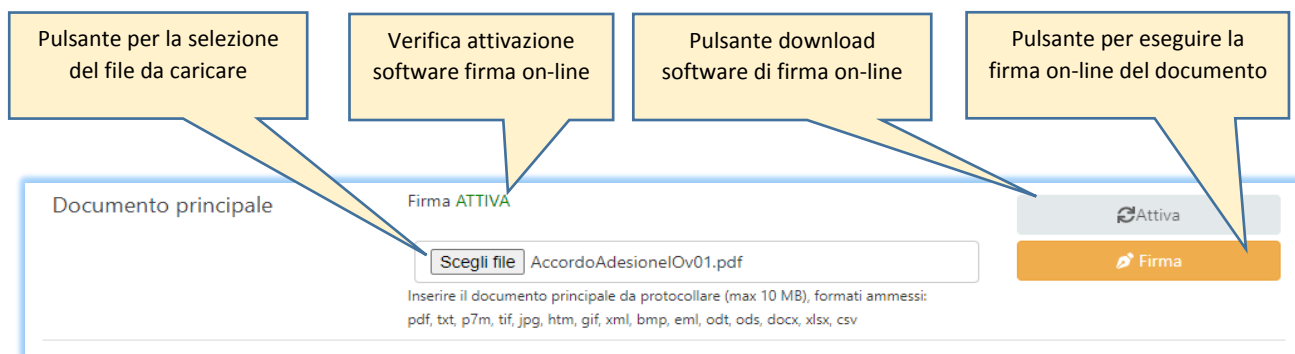 Pulsante per la selezione
del file da caricare
Verifica attivazione
software firma on-line
Pulsante download
software di firma on-line
Pulsante per eseguire la
firma on-line del documento
Documento principale
Firma ATTIVA
Attiva
Scegli file AccordoAdesioneIOv01.pdf
Firma
Inserire il documento principale da protocollare (max 10 MB), formati ammessi:
pdf, txt, p7m, tif, jpg, htm, gif, xml, bmp, eml, odt, ods, docx, xlsx, csv